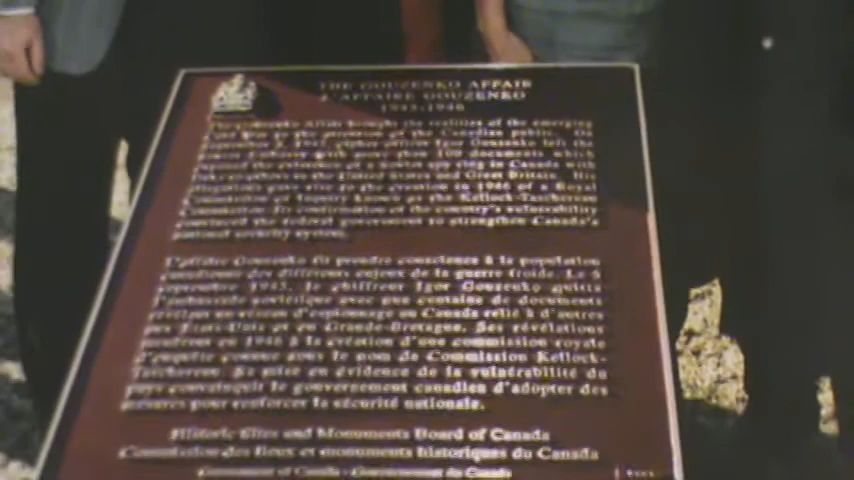 THE GOUZENKO AFFAIR
L'AFFAIRE GOUZENKO
1945-1946
The Gouzenko Affair brought the realities of the emerging
Cold War to the attention of the Canadian public. On
September 5, 1945, cipher officer Igor Gouzenko left the
Embassy with more than 100 documents which
the existence of a Soviet spy ring in Canada with
others in the United States and Great Britain. His
allegations gave rise to the creation in 1946 of a Royal
Commission of Inquiry known as the Kellock-Taschereau
Commission. Its confirmation of the country's vulnerability
convinced the federal government to strengthen Canada's
national security system.
L'affaire Gouzenko fit prendre conscience à la population
canadienne des différents enjeux de la guerre froide. Le 5
septembre 1945, le chiffreur Igor Gouzenko quitta
l'ambassade soviétique avec une centaine de documents
révélant un réseau d'espionnage au Canada relié à d'autres
aux États-Unis et en Grande-Bretagne. Ses révélations
menèrent en 1946 à la création d'une commission royale
d'enquête connue sous le nom de Commission Kellock-
Taschereau. Sa mise en évidence de la vulnérabilité du
pays convainquit le gouvernement canadien d'adopter des
mesures pour renforcer la sécurité nationale.
Historic Sites and Monuments Board of Canada
Commission des lieux et monuments historiques du Canada
Government of Canada - Gouvernement du Canada